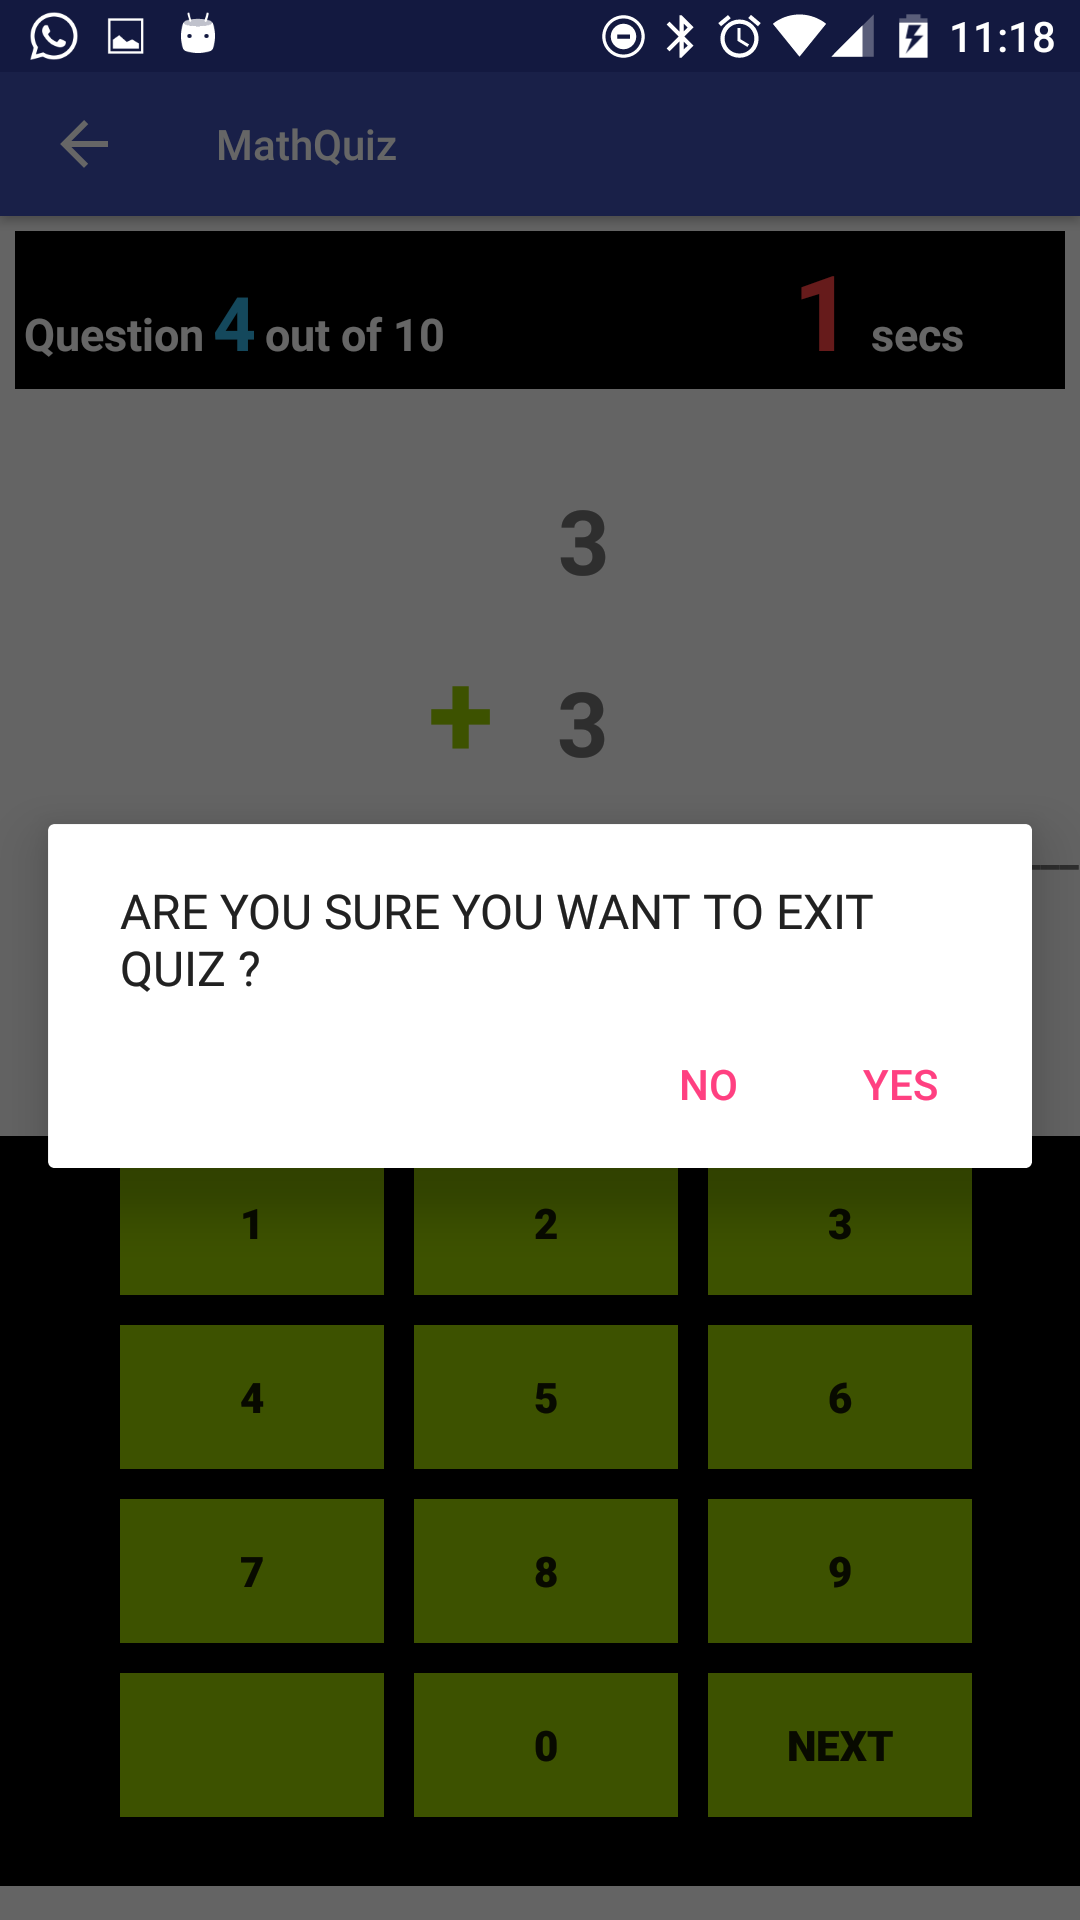 11:18
MathQuiz
Question 4 out of 10 1 secs
3
+ 3
ARE YOU SURE YOU WANT TO EXIT
QUIZ ?
NO YES
1 2 3
4 5 6
7 8 9
0 NEXT